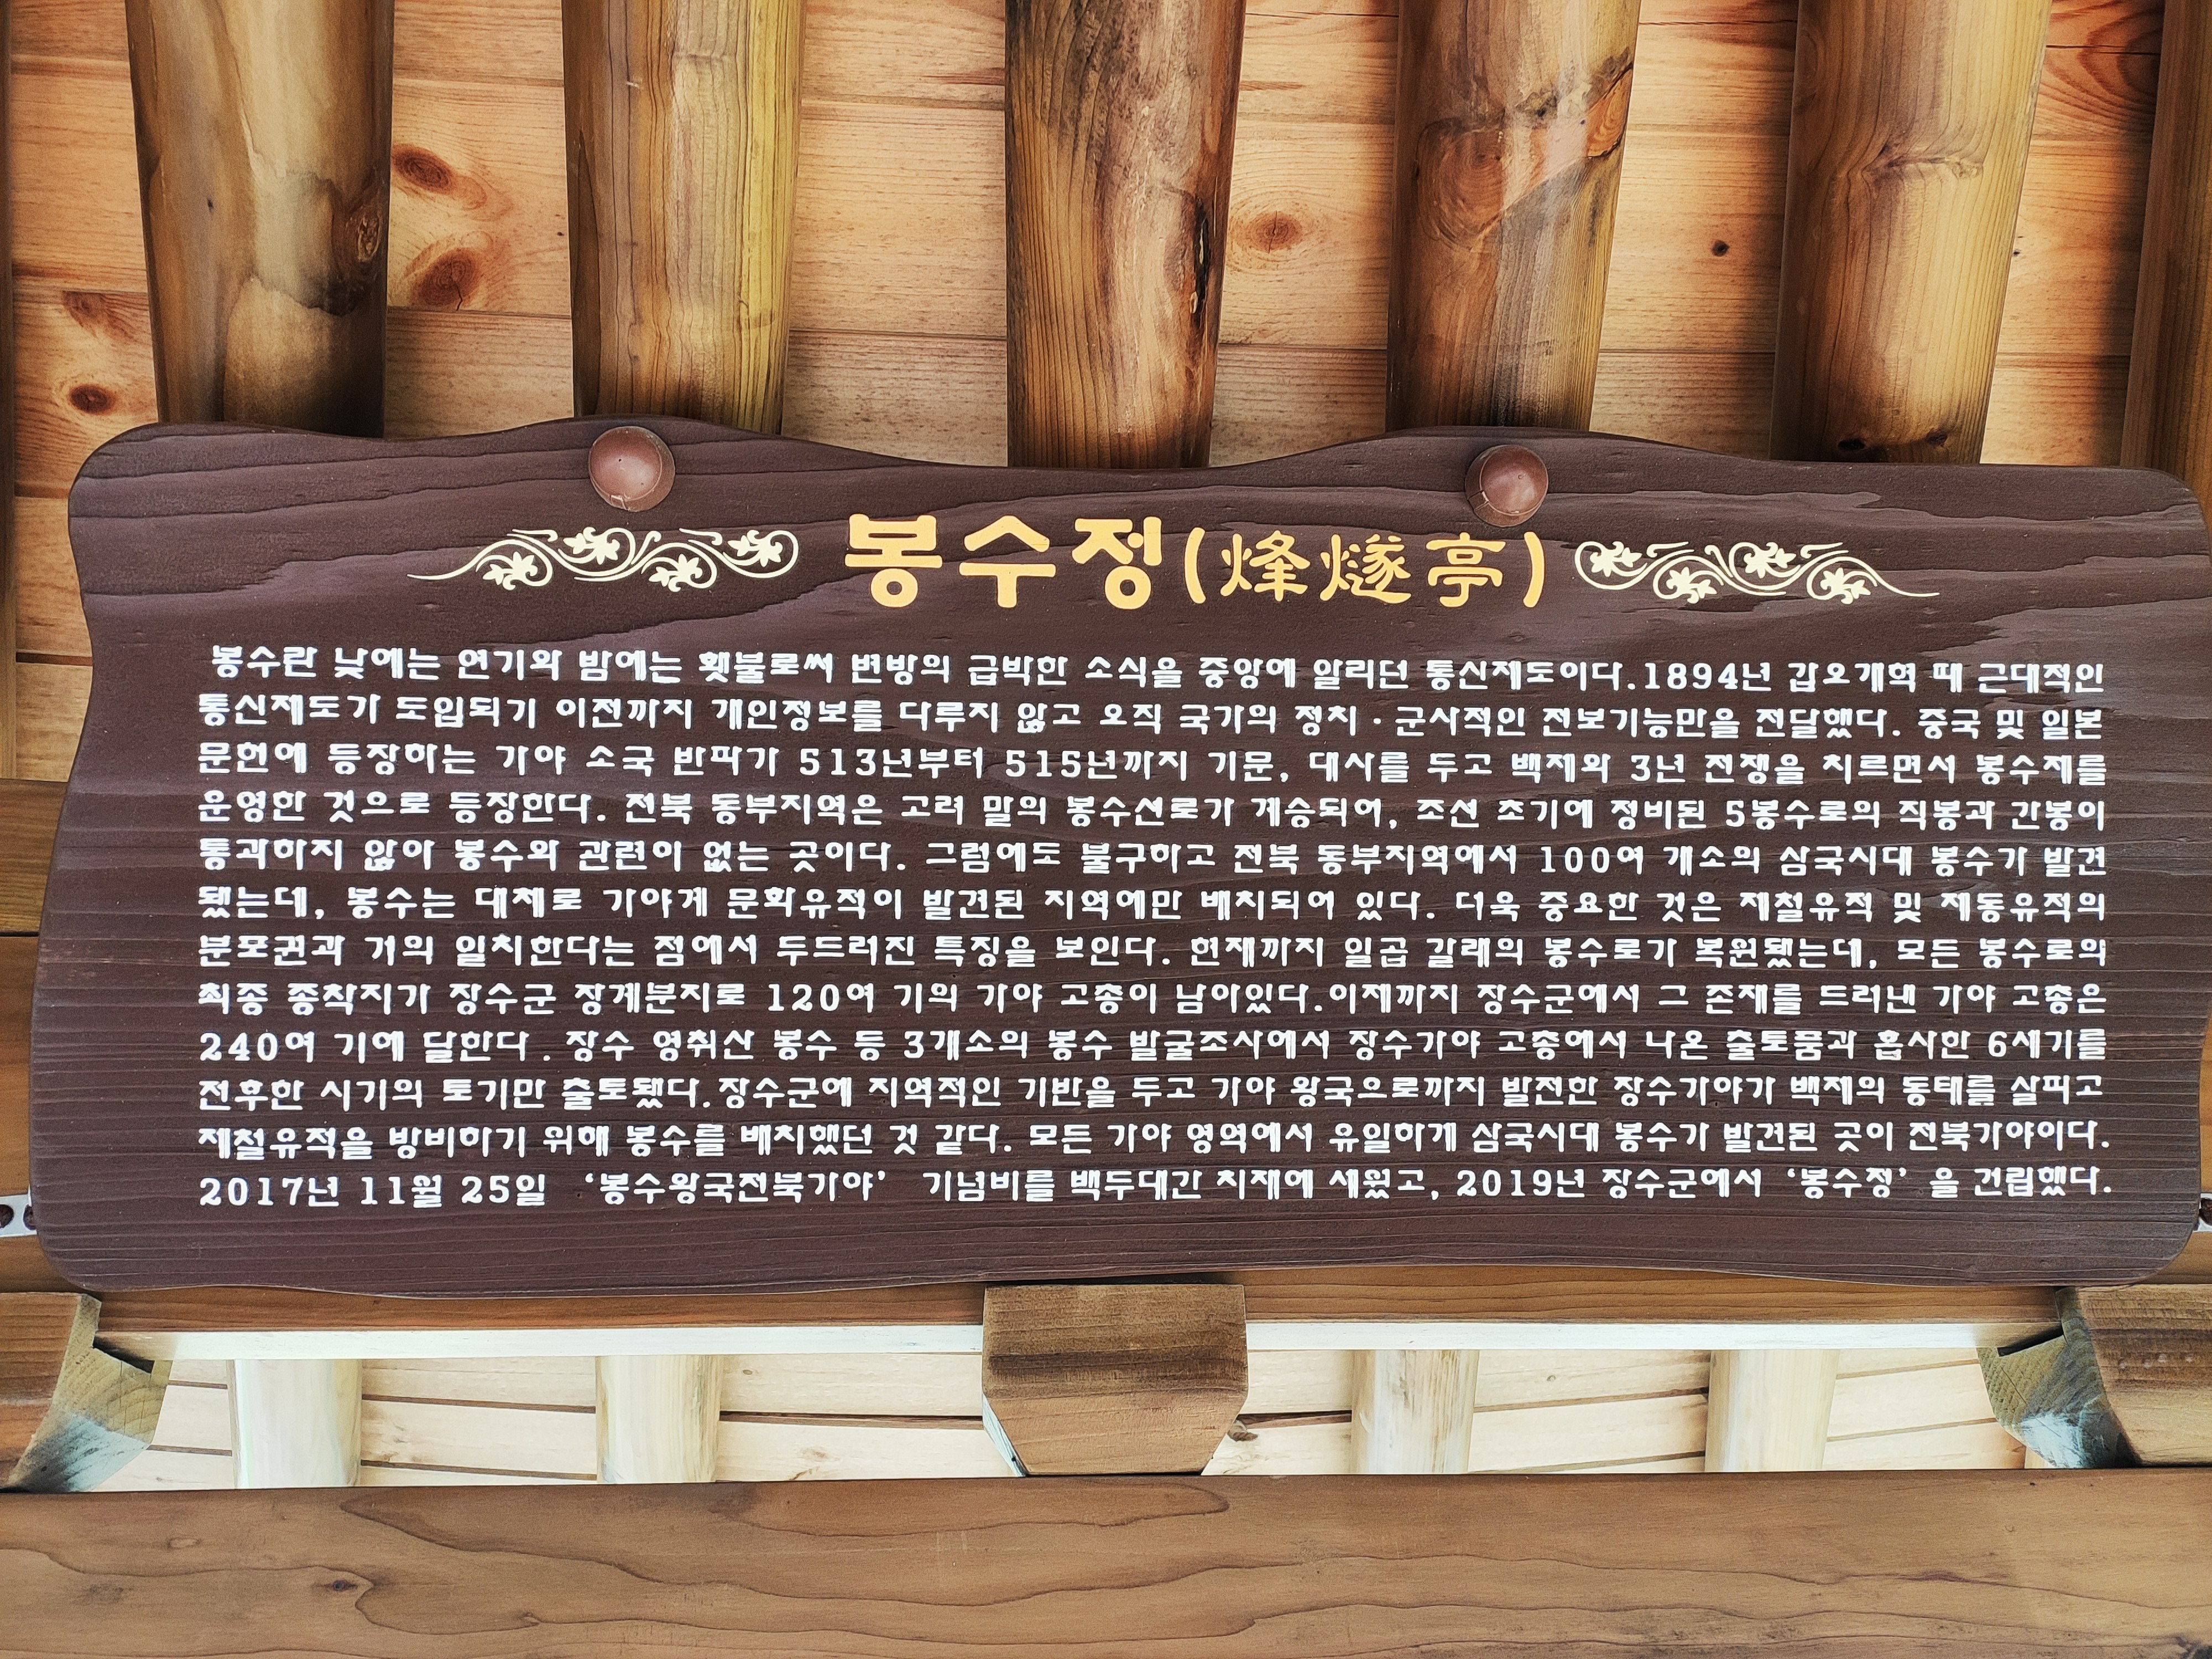 봉수정(烽燧亭)
봉수란 낮에는 연기와 밤에는 횃불로써 변방의 급박한 소식을 중앙에 알리던 통신제도이다.1894년 갑오개혁 때 근대적인
통신제도가 도입되기 이전까지 개인정보를 다루지 않고 오직 국가의 정치·군사적인 전보기능만을 전달했다. 중국 및 일본
문헌에 등장하는 가야 소국 반파가 513년부터 515년까지 기문, 대사를 두고 백제와 3년 전쟁을 치르면서 봉수제를
운영한 것으로 등장한다. 전북 동부지역은 고려 말의 봉수선로가 계승되어, 조선 초기에 정비된 5봉수로의 직봉과 간봉이
통과하지 않아 봉수와 관련이 없는 곳이다. 그럼에도 불구하고 전북 동부지역에서 100여 개소의 삼국시대 봉수가 발견
됐는데, 봉수는 대체로 가야계 문화유적이 발견된 지역에만 배치되어 있다. 더욱 중요한 것은 제철유적 및 제동유적의
분포권과 거의 일치한다는 점에서 두드러진 특징을 보인다. 현재까지 일곱 갈래의 봉수로가 복원됐는데, 모든 봉수로의
최종 종착지가 장수군 장계분지로 120여 기의 가야 고총이 남아있다.이제까지 장수군에서 그 존재를 드러낸 가야 고총은
240여 기에 달한다. 장수 영취산 봉수 등 3개소의 봉수 발굴조사에서 장수가야 고총에서 나온 출토품과 흡사한 6세기를
전후한 시기의 토기만 출토됐다.장수군에 지역적인 기반을 두고 가야 왕국으로까지 발전한 장수가야가 백제의 동태를 살피고
제철유적을 방비하기 위해 봉수를 배치했던 것 같다. 모든 가야 영역에서 유일하게 삼국시대 봉수가 발견된 곳이 전북가야이다.
2017년 11월 25일 ‘봉수왕국전북가야’ 기념비를 백두대간 치재에 세웠고, 2019년 장수군에서 ‘봉수정’을 건립했다.